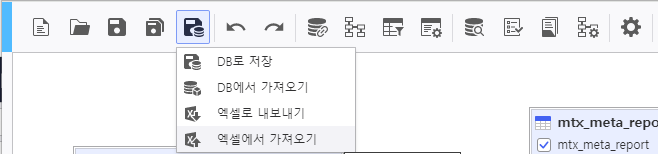 DB로 저장
DB에서 가져오기
엑셀로 내보내기
엑셀에서 가져오기
mtx_meta_repo
mtx_meta_report